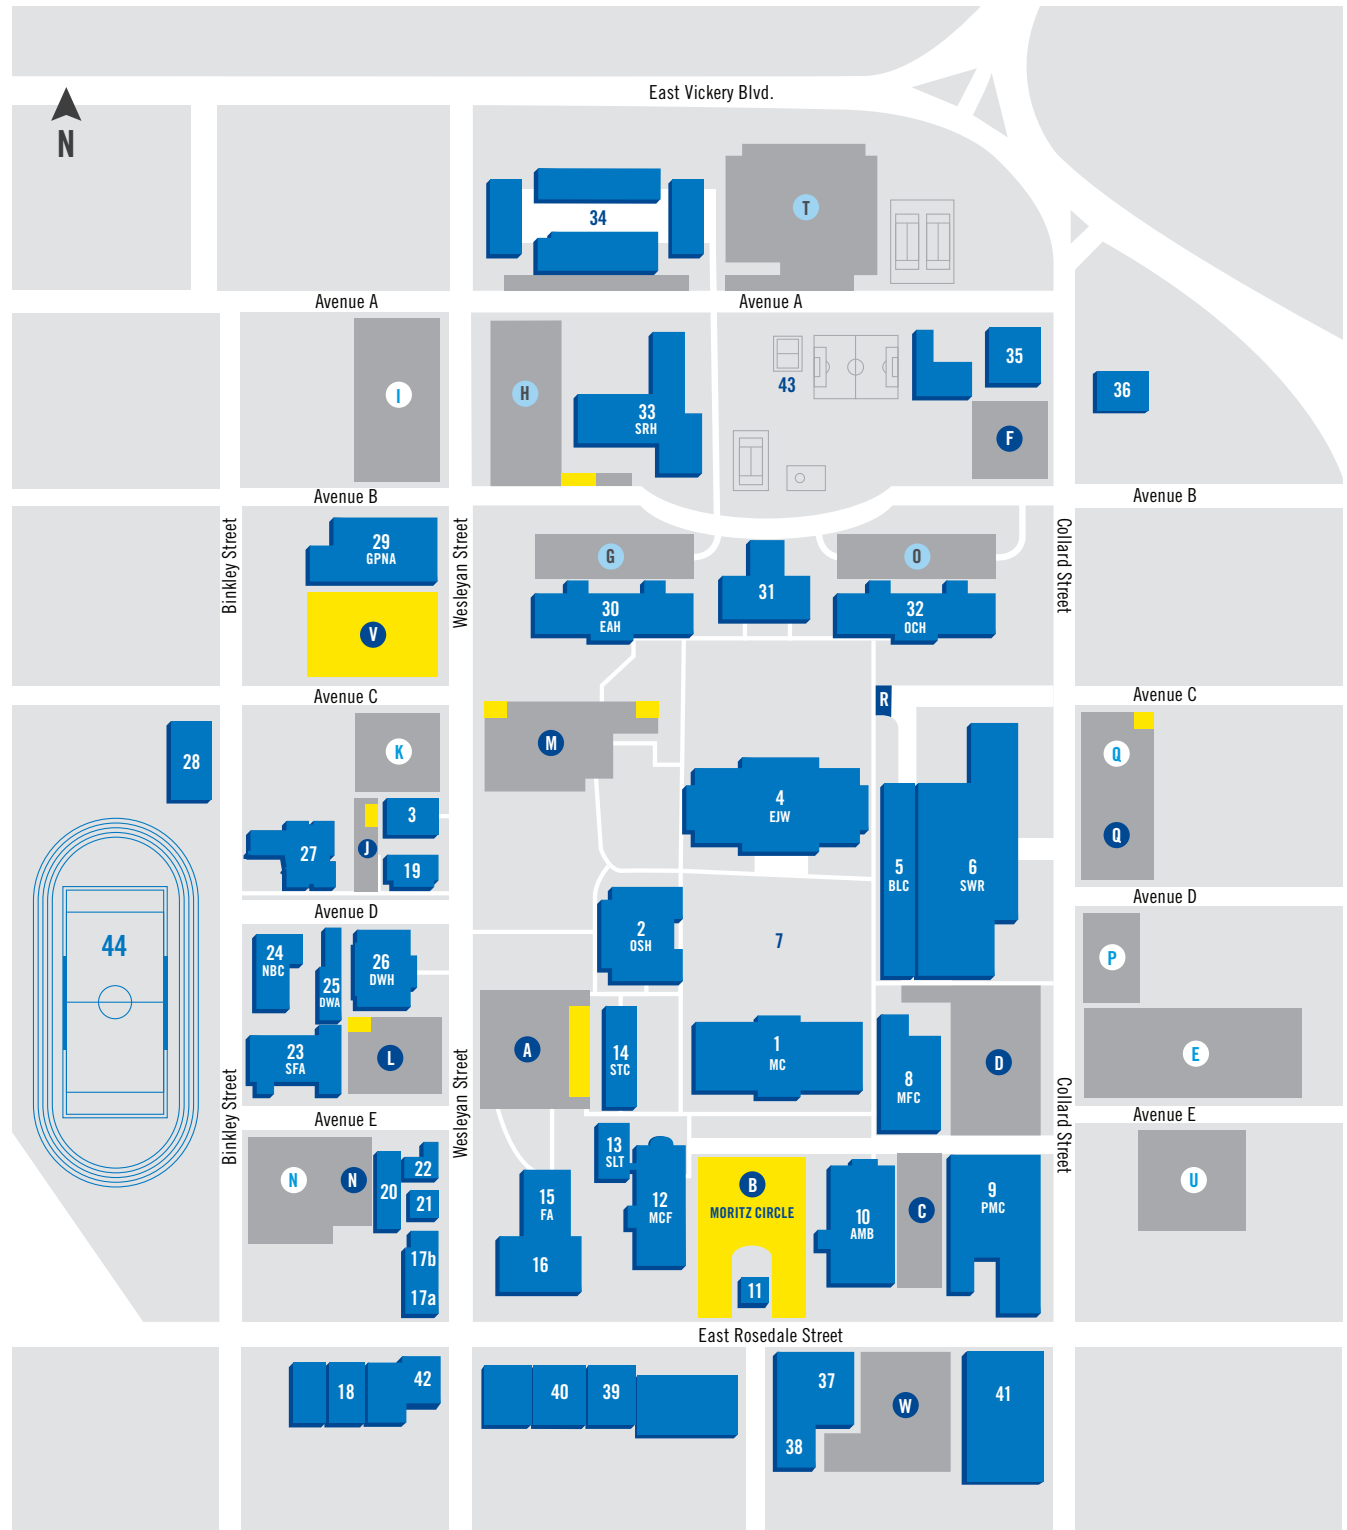 East Vickery Blvd.
N
34
T
Avenue A
Avenue A
I
H
33
SRH
43
35
F
36
Avenue B
Avenue B
Binkley Street
Wesleyan Street
Collard Street
29
GPNA
V
G
O
30
EAH
31
32
OCH
Avenue C
Avenue C
R
28
K
M
Q
Q
3
J
27
19
4
EJW
5
BLC
6
SWR
Avenue D
Avenue D
44
24
NBC
25
DWA
26
DWH
2
OSH
7
P
23
SFA
L
A
14
STC
1
MC
8
MFC
D
E
Binkley Street
Wesleyan Street
Collard Street
Avenue E
Avenue E
N
N
20
22
21
17b
17a
13
SLT
15
FA
16
12
MCF
B
MORITZ CIRCLE
11
10
AMB
C
9
PMC
U
East Rosedale Street
18
42
40
39
37
38
W
41